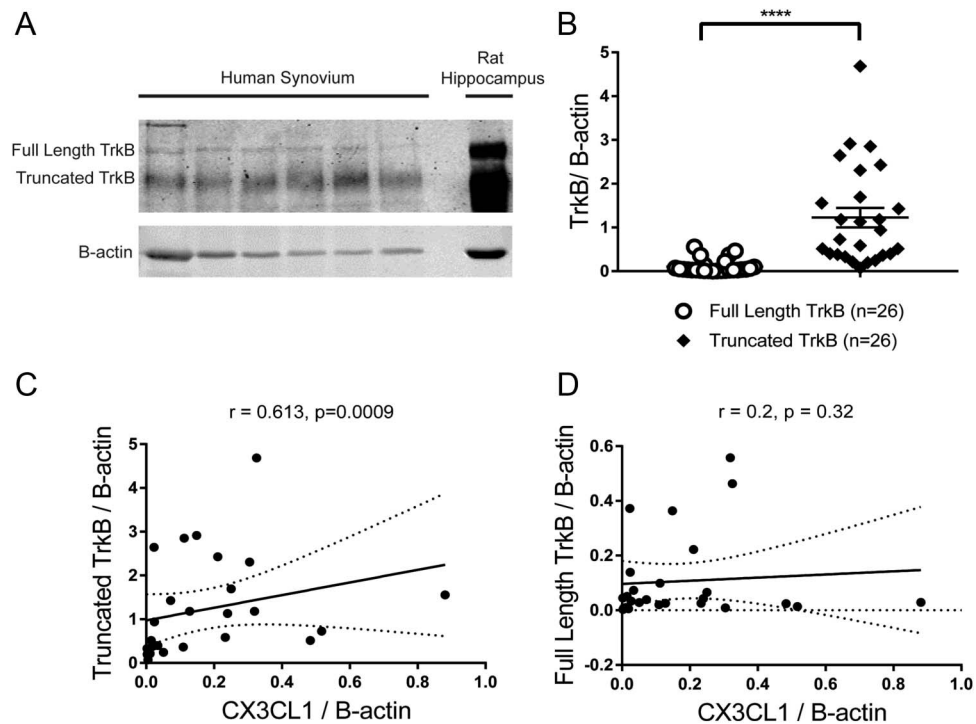 A
Human Synovium
Rat
Hippocampus
Full Length TrkB
Truncated TrkB
B-actin
B
****
TrkB/ B-actin
5
4
3
2
1
0
Full Length TrkB (n=26)
Truncated TrkB (n=26)
C
r = 0.613, p=0.0009
Truncated TrkB / B-actin
5
4
3
2
1
0
0.0 0.2 0.4 0.6 0.8 1.0
CX3CL1 / B-actin
D
r = 0.2, p = 0.32
Full Length TrkB / B-actin
0.6
0.4
0.2
0.0
-0.2
0.0 0.2 0.4 0.6 0.8 1.0
CX3CL1 / B-actin